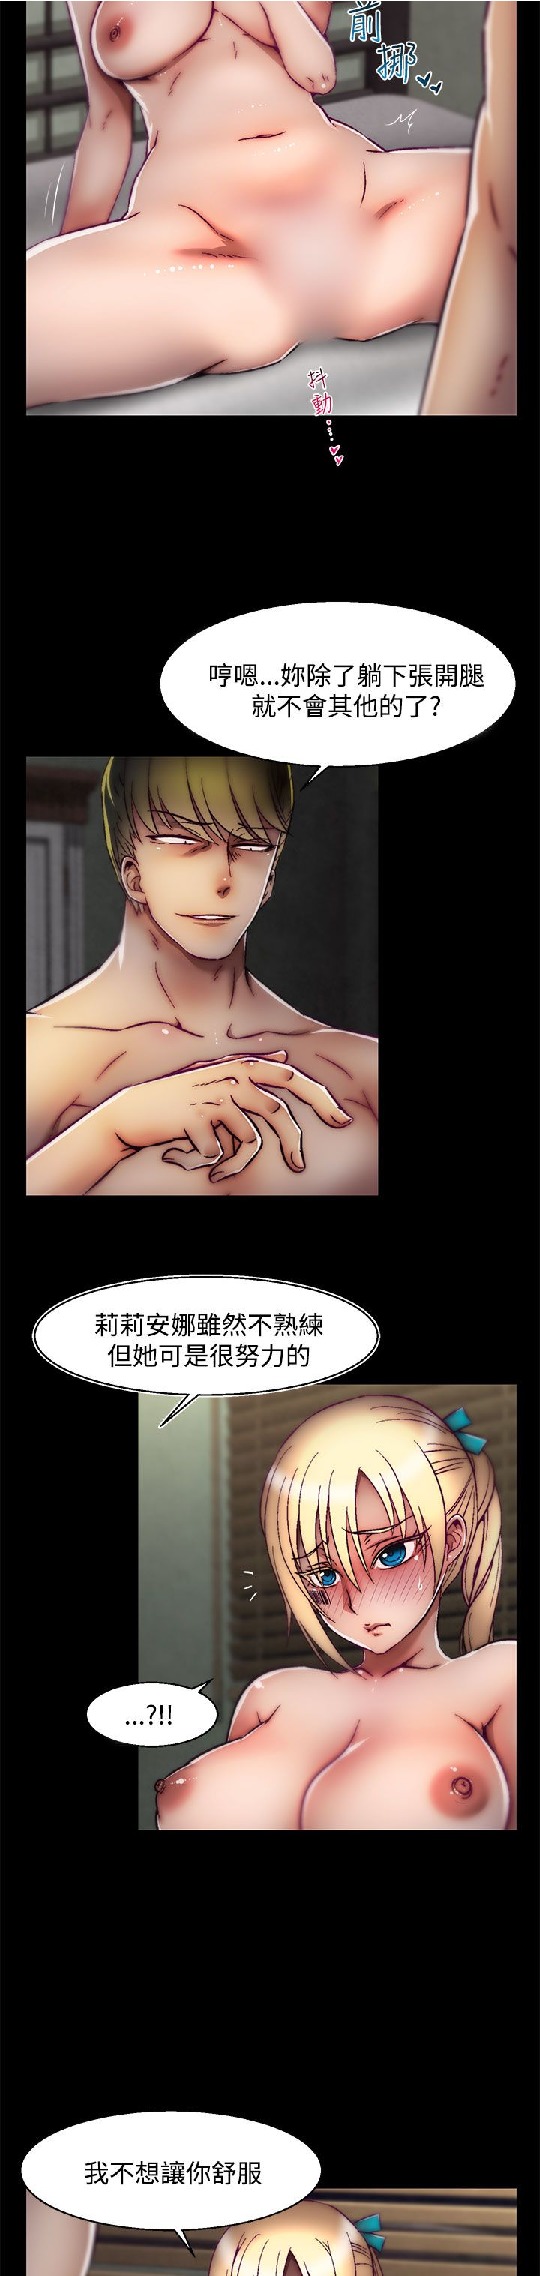 前
挪
抖
動…
哼嗯…妳除了躺下張開腿
就不會其他的了?
莉莉安娜雖然不熟練
但她可是很努力的
...?!!
我不想讓你舒服